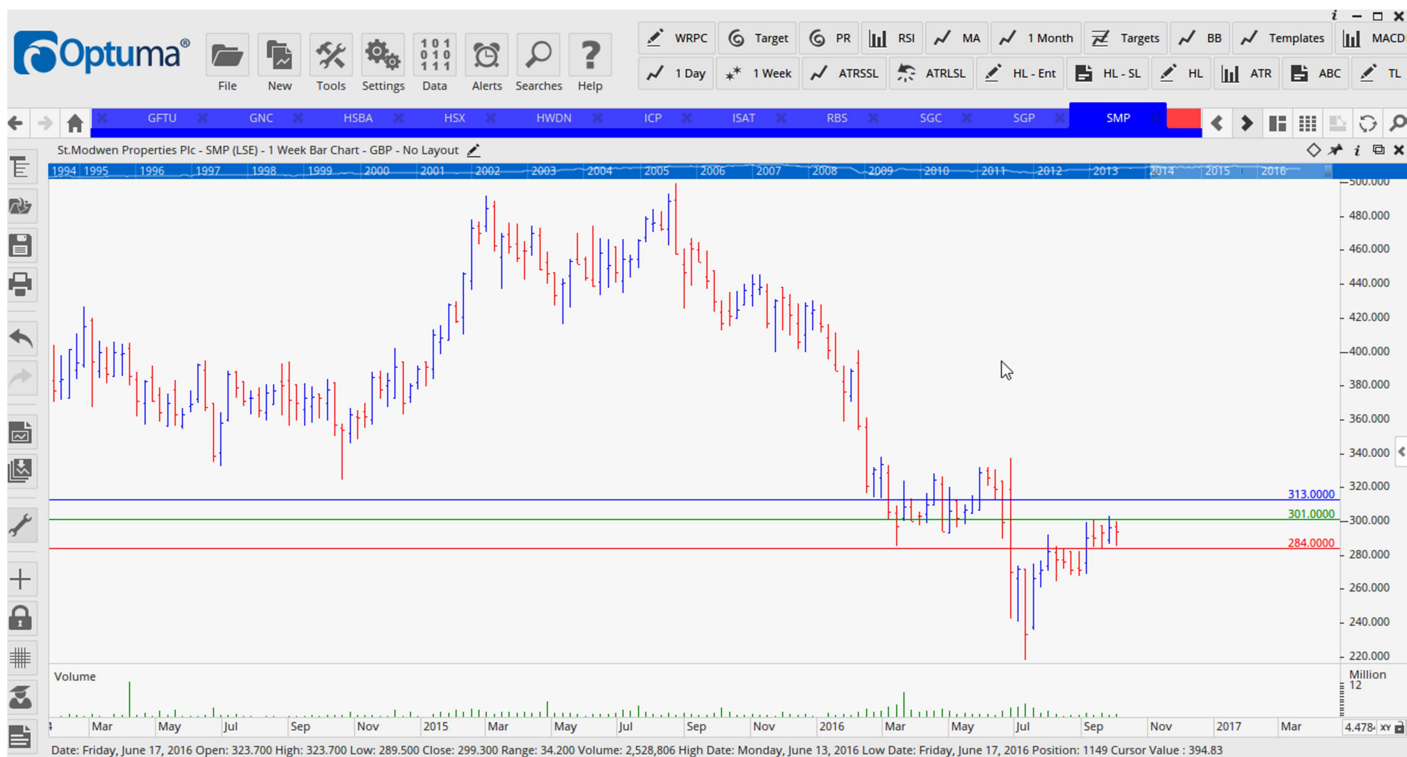 Optuma®
File New Tools Settings Data Alerts Searches Help
WRPC Target PR RSI MA 1 Month Targets BB Templates MACD
1 Day 1 Week ATRSSL ATRLSL HL - Ent HL - SL HL ATR ABC TL
GFTU GNC HSBA HSX HWDN ICP ISAT RBS SGC SGP SMP
St.Modwen Properties Plc - SMP (LSE) - 1 Week Bar Chart - GBP - No Layout
1994 1995 1996 1997 1998 1999 2000 2001 2002 2003 2004 2005 2006 2007 2008 2009 2010 2011 2012 2013 2014 2015 2016
500.000
480.000
460.000
440.000
420.000
400.000
380.000
360.000
340.000
320.000
313.0000
301.0000
300.000
284.0000
280.000
260.000
240.000
220.000
Volume
Million
12
4 Mar May Jul Sep Nov 2015 Mar May Jul Sep Nov 2016 Mar May Jul Sep Nov 2017 Mar 4.478 XY
Date: Friday, June 17, 2016 Open: 323.700 High: 323.700 Low: 289.500 Close: 299.300 Range: 34.200 Volume: 2,528,806 High Date: Monday, June 13, 2016 Low Date: Friday, June 17, 2016 Position: 1149 Cursor Value : 394.83